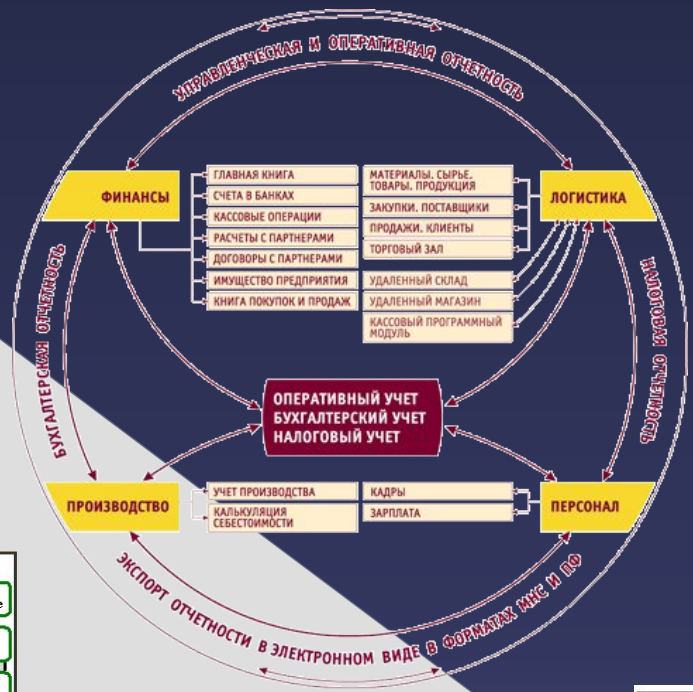 УПРАВЛЕНЧЕСКАЯ И ОПЕРАТИВНАЯ ОТЧЕТНОСТЬ
ФИНАНСЫ
ГЛАВНАЯ КНИГА
СЧЕТА В БАНКАХ
КАССОВЫЕ ОПЕРАЦИИ
РАСЧЕТЫ С ПАРТНЕРАМИ
ДОГОВОРЫ С ПАРТНЕРАМИ
ИМУЩЕСТВО ПРЕДПРИЯТИЯ
КНИГА ПОКУПОК И ПРОДАЖ
МАТЕРИАЛЫ. СЫРЬЕ.
ТОВАРЫ. ПРОДУКЦИЯ
ЗАКУПКИ. ПОСТАВЩИКИ
ПРОДАЖИ. КЛИЕНТЫ
ТОРГОВЫЙ ЗАЛ
УДАЛЕННЫЙ СКЛАД
УДАЛЕННЫЙ МАГАЗИН
КАССОВЫЙ ПРОГРАММНЫЙ
МОДУЛЬ
ЛОГИСТИКА
БУХГАЛТЕРСКАЯ ОТЧЕТНОСТЬ
НАЛОГОВАЯ ОТЧЕТНОСТЬ
ОПЕРАТИВНЫЙ УЧЕТ
БУХГАЛТЕРСКИЙ УЧЕТ
НАЛОГОВЫЙ УЧЕТ
ПРОИЗВОДСТВО
УЧЕТ ПРОИЗВОДСТВА
КАЛЬКУЛЯЦИЯ
СЕБЕСТОИМОСТИ
КАДРЫ
ЗАРПЛАТА
ПЕРСОНАЛ
ЭКСПОРТ ОТЧЕТНОСТИ В ЭЛЕКТРОННОМ ВИДЕ В ФОРМАТАХ МНС И ПФ